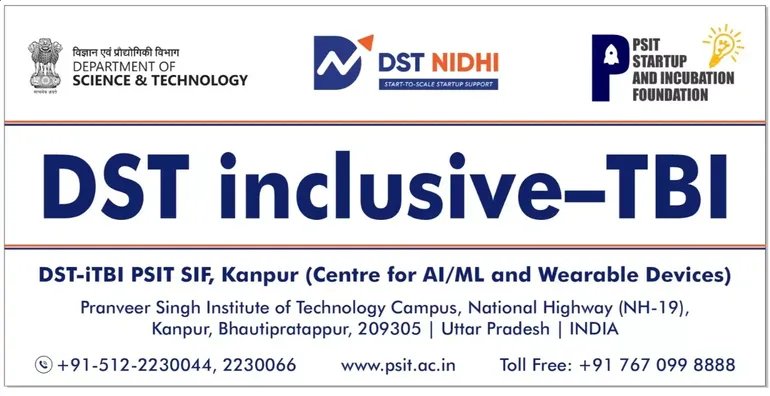 विज्ञान एवं प्रौद्योगिकी विभाग
DEPARTMENT OF
SCIENCE & TECHNOLOGY
सत्यमेव जयते
DST NIDHI
START-TO-SCALE STARTUP SUPPORT
PSIT
STARTUP
AND INCUBATION
FOUNDATION
DST inclusive–TBI
DST-iTBI PSIT SIF, Kanpur (Centre for AI/ML and Wearable Devices)
Pranveer Singh Institute of Technology Campus, National Highway (NH-19),
Kanpur, Bhautipratappur, 209305 | Uttar Pradesh | INDIA
+91-512-2230044, 2230066 www.psit.ac.in Toll Free: +91 767 099 8888